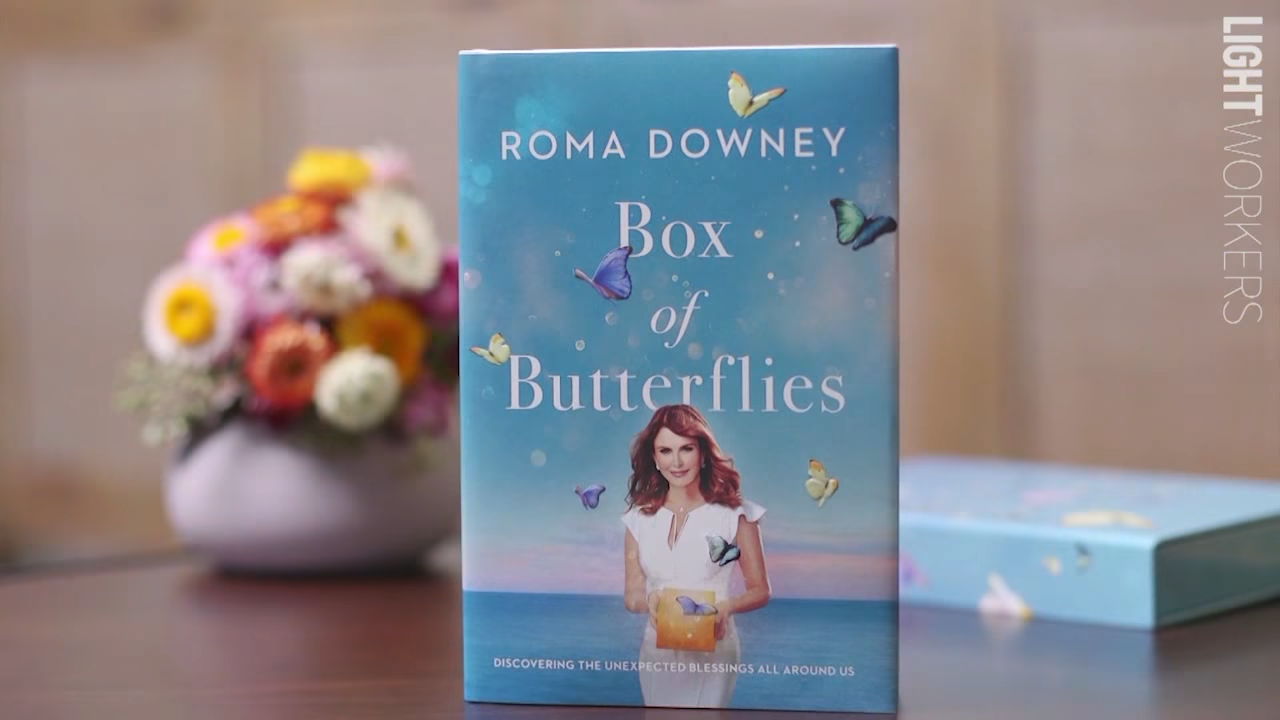 ROMA DOWNEY
Box
of
Butterflies
DISCOVERING THE UNEXPECTED BLESSINGS ALL AROUND US
LIGHTWORKERS